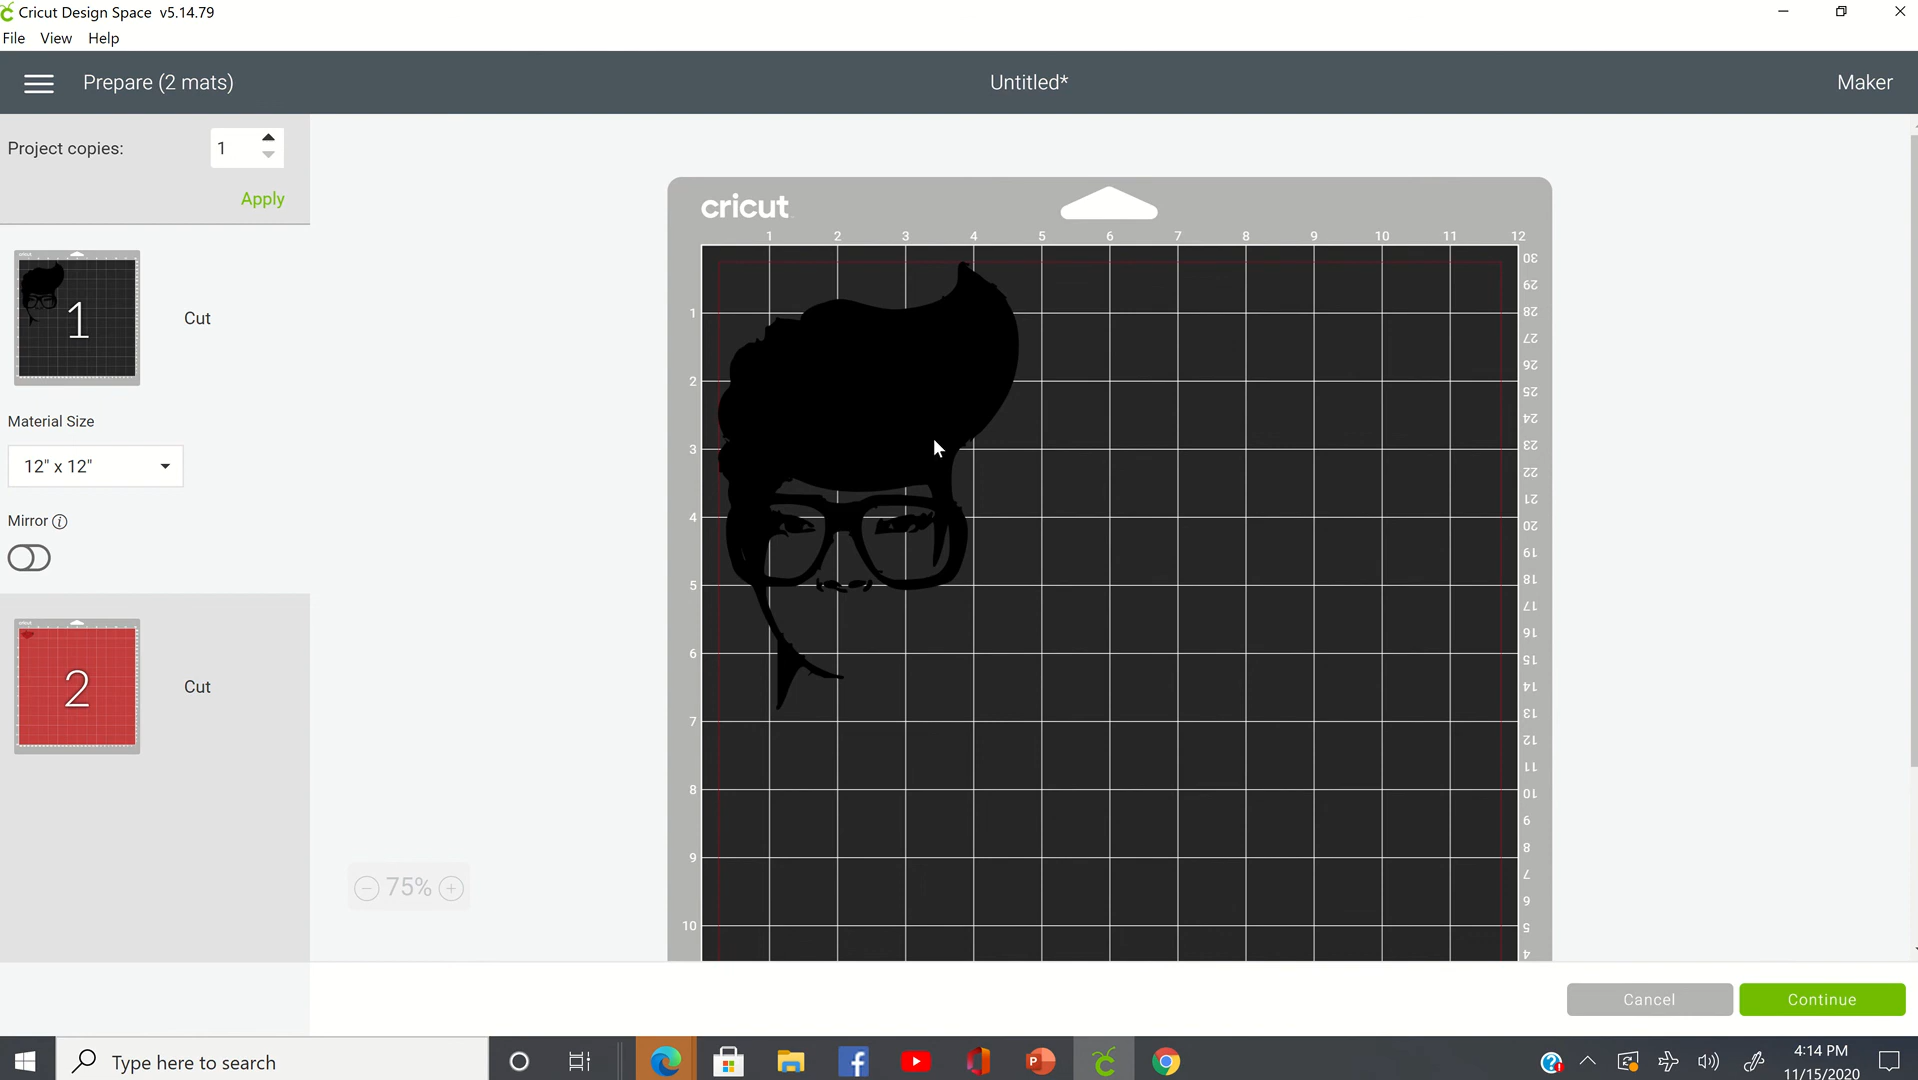 Cricut Design Space v5.14.79
File View Help
Prepare (2 mats)
Untitled*
Maker
Project copies:
1
Apply
1
Cut
Material Size
12" x 12"
Mirror
2
Cut
cricut
1 2 3 4 5 6 7 8 9 10 11 12
1
2
3
4
5
6
7
8
9
10
30
29
28
27
26
25
24
23
22
21
20
19
18
17
16
15
14
13
12
11
10
9
8
7
6
5
4
75%
Cancel
Continue
Type here to search
4:14 PM
11/15/2020